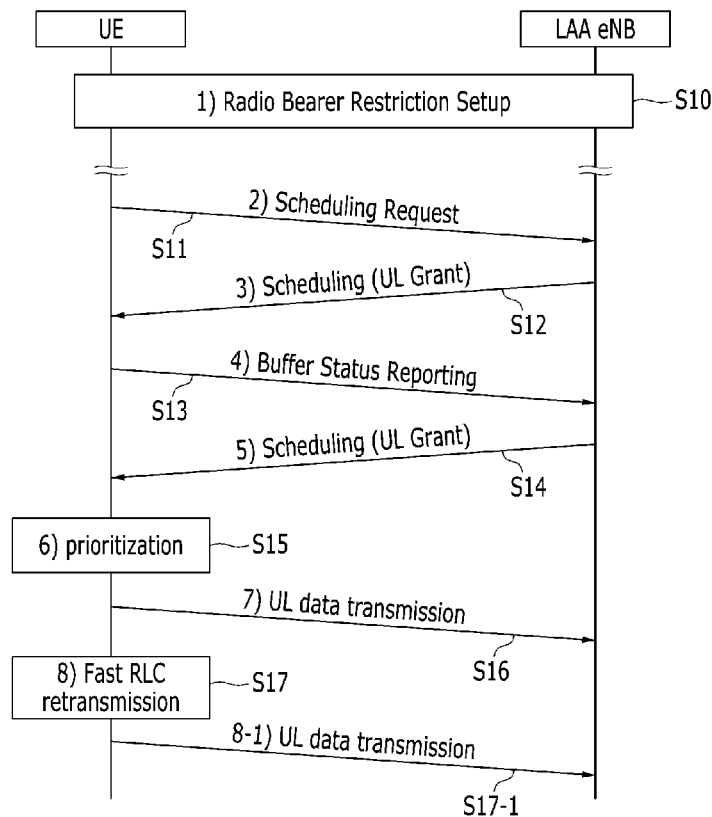 UE
LAA eNB
1) Radio Bearer Restriction Setup
S10
2) Scheduling Request
S11
3) Scheduling (UL Grant)
S12
4) Buffer Status Reporting
S13
5) Scheduling (UL Grant)
S14
6) prioritization
S15
7) UL data transmission
S16
8) Fast RLC
retransmission
S17
8-1) UL data transmission
S17-1